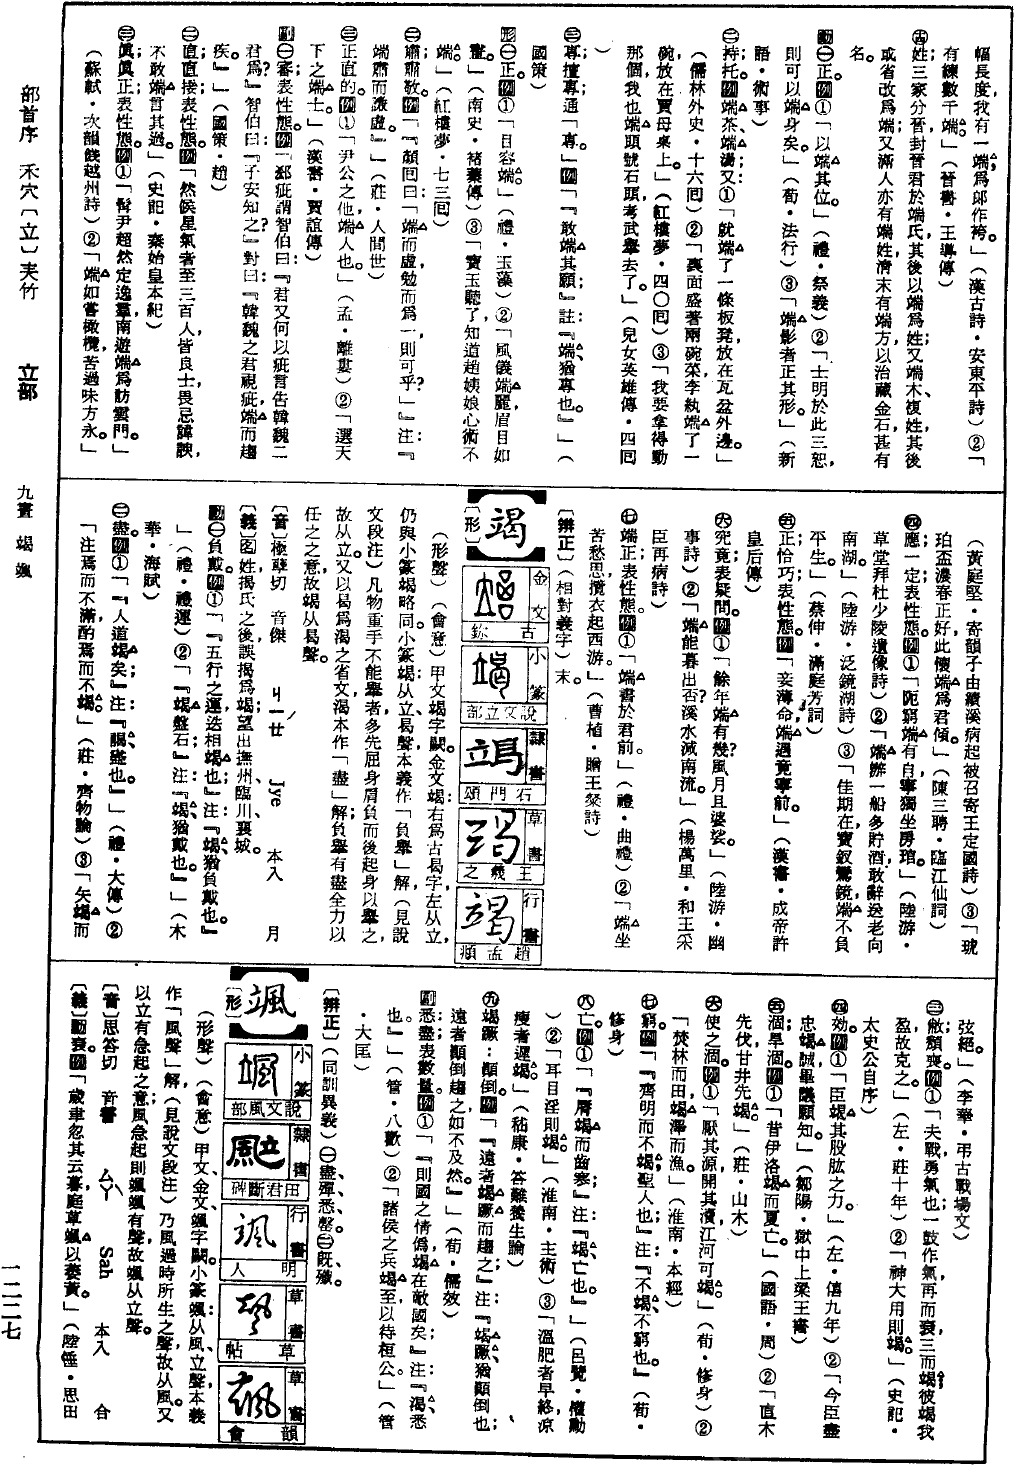 幅長度我有一端爲郞作袴。」（漢古詩・安東平詩）②「
有練數千端。」（晉書・王導傳）
㊃姓；三家分晉封晉君於端氏其後以端爲姓；又端木複姓其後
或省改爲端；又滿人亦有端姓淸末有端方以治藏金石甚有
名。
動㊀正。例①「以端其位。」（禮・祭義）②「士明於此三恕，
則可以端身矣。」（荀・法行）③「端影者正其形。」（新
語・術事）
㊁持；托。例端茶端湯又：①「就端了一條板凳放在瓦盆外邊。」
（儒林外史・十六囘）②「裏面盛著兩碗菜李紈端了一
碗放在賈母桌上。」（紅樓夢・四〇囘）③「我要拿得動
那個，我也端頭號石頭考武舉去了。」（兒女英雄傳・四囘
）
㊂專；擅專；通「專。」例「『敢端其願』註：『端猶專也。』」（
國策）
形㊀正。例①「目容端。」（禮・玉藻）②「風儀端麗眉目如
畫。」（南史・褚蓁傳）③「寶玉聽了知道趙姨娘心術不
端。」（紅樓夢・七三囘）
㊁肅；肅敬。例「『顏囘曰：「端而虛勉而爲一則可乎？」』注：『
端肅而謙虛。』」（莊・人間世）
㊂正直的。例①「尹公之他端人也。」（孟・離婁）②「選天
下之端士」（漢書・賈誼傳）
副㊀審；表性態。例「郄疵謂智伯曰：『君又何以疵言告韓魏二
君爲？』智伯曰：『子安知之？』對曰：『韓魏之君視疵端而趨
疾。』」（國策・趙）
㊁直；直接；表性態。例「然候星氣者至三百人皆良士畏忌諱諛，
不敢端言其過。」（史記・秦始皇本紀）
㊂眞；眞正；表性態。例①「賢尹超然定逸羣南遊端爲訪雲門。」
（蘇軾・次韻錢越州詩）②「端如嘗橄欖，苦過味方永。」
（黃庭堅・寄韻子由績溪病起被召寄王定國詩）③「琥
珀盃濃春正好此懷端爲君傾。」（陳三聘・臨江仙詞）
㊃應；一定；表性態。例①「阨窮端有自寧獨坐房琯。」（陸游・
草堂拜杜少陵遺像詩）②「端辦一船多貯酒敢辭送老向
南湖。」（陸游・泛鏡湖詩）③「佳期在寶釵鸞鏡端不負
平生。」（蔡伸・滿庭芳詞）
㊄正；恰巧；表性態。例「妾薄命端遇竟寧前。」（漢書・成帝許
皇后傳）
㊅究竟；表疑問。例①「餘年端有幾？風月且婆娑。」（陸游・幽
事詩）②「端能暮出否？溪水減南流。」（楊萬里・和王采
臣再病詩）
㊆端正；表性態。例①「端書於君前。」（禮・曲禮）②「端坐
苦愁思攬衣起西游。」（曹植・贈王粲詩）
〔辨正〕（相對義字）末。
竭
〔形〕
金文 古鉥
小篆 說文立部
隸書 石門頌
草書 王羲之
行書 趙孟頫
（形聲）（會意）甲文竭字闕。金文竭：右爲古曷字左从立，
仍與小篆竭略同。小篆竭：从立、曷聲本義作「負舉」解（見說
文段注）凡物重手不能舉者多先屈身肩負而後起身以舉之，
故从立；又以曷爲渴之省文渴本作「盡」解負舉有盡全力以
任之之意故竭从曷聲。
〔音〕極孽切 音傑 ㄐㄧㄝˊ Jye 本入 月
〔義〕名姓揭氏之後誤揭爲竭望出撫州、臨川、襄城。
動㊀負戴。例①「『五行之運迭相竭也』注：『竭、猶負戴也。』
」（禮・禮運）②「『竭盤石』注：『竭猶戴也。』」（木
華・海賦）
㊁盡。例①「『人道竭矣』注：『謁盡也。』」（禮・大傳）②
「注焉而不滿，酌焉而不竭。」（莊・齊物論）③「矢竭而
弦絕。」（李華・弔古戰場文）
㊂敝；頹喪。例①「夫戰勇氣也一鼓作氣再而衰三而竭彼竭我
盈故克之。」（左・莊十年）②「神大用則竭。」（史記・
太史公自序）
㊃效。例①「臣竭其股肱之力。」（左・僖九年）②「今臣盡
忠竭誠畢議願知。」（鄒陽・獄中上梁王書）
㊄涸；旱涸。例①「昔伊洛竭而夏亡。」（國語・周）②「直木
先伐甘井先竭。」（莊・山木）
㊅使之涸。例①「厭其源開其瀆江河可竭。」（荀・修身）②
「焚林而田竭澤而漁。」（淮南・本經）
㊆窮。例「『齊明而不竭；聖人也』注：『不竭不窮也。』（荀・
修身）
㊇亡。例①「『脣竭而齒寒』注：『竭、亡也。』」（呂覽・權勳
）②「耳目淫則竭。」（淮南・主術）③「溫肥者早終、涼
瘦者遲竭。」（嵇康・答難養生論）
㊈竭蹶：顛倒。例「『遠者竭蹶而趨之』注：『竭蹶猶顛倒也；
遠者顛倒趨之如不及然。』」（荀・儒效）
副悉；盡；表數量。例①「『則國之情僞竭在敵國矣』注：『渴悉
也。』」（管・八觀）②「諸侯之兵竭至以待桓公。」（管
・大匡）
〔辨正〕（同訓異義）㊀盡、殫、悉、罄。㊁旣、殲。
颯
〔形〕
小篆 說文風部
隸書 田君斷碑
行書 明人
草書 草帖
草書 草韻會
（形聲）（會意）甲文、金文颯字闕。小篆颯：从風、立聲本義
作「風聲」解（見說文段注）乃風過時所生之聲故从風。又
以立有急起之意；風急起則颯颯有聲故颯从立聲。
〔音〕思答切 音霫 ㄙㄚˋ Sah 本入 合
〔義〕動衰。例「歲聿忽其云暮庭草颯以萎黃。」（陸倕・思田
部首序 禾穴〔立〕耒竹 立部 九畫 竭颯 一二二七